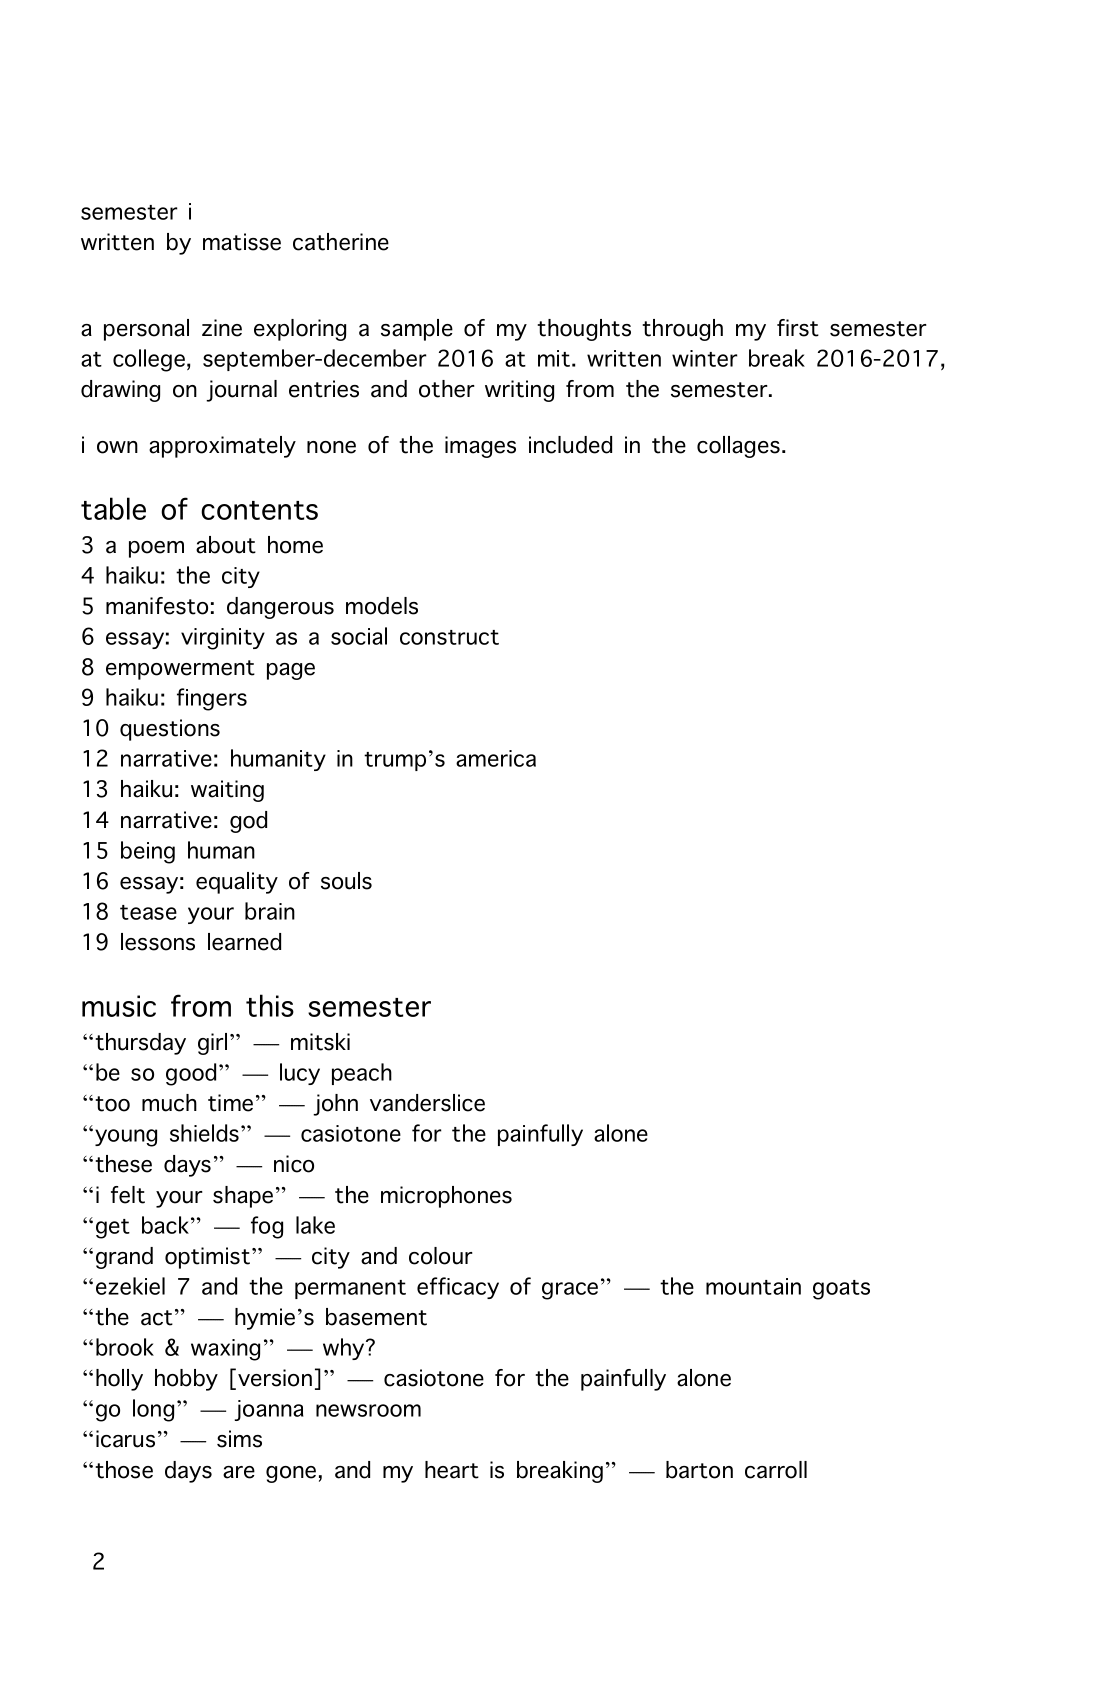 semester i
written by matisse catherine
a personal zine exploring a sample of my thoughts through my first semester
at college, september-december 2016 at mit. written winter break 2016-2017,
drawing on journal entries and other writing from the semester.
i own approximately none of the images included in the collages.
table of contents
3 a poem about home
4 haiku: the city
5 manifesto: dangerous models
6 essay: virginity as a social construct
8 empowerment page
9 haiku: fingers
10 questions
12 narrative: humanity in trump’s america
13 haiku: waiting
14 narrative: god
15 being human
16 essay: equality of souls
18 tease your brain
19 lessons learned
music from this semester
“thursday girl” — mitski
“be so good” — lucy peach
“too much time” — john vanderslice
“young shields” — casiotone for the painfully alone
“these days” — nico
“i felt your shape” — the microphones
“get back” — fog lake
“grand optimist” — city and colour
“ezekiel 7 and the permanent efficacy of grace” — the mountain goats
“the act” — hymie’s basement
“brook & waxing” — why?
“holly hobby [version]” — casiotone for the painfully alone
“go long” — joanna newsroom
“icarus” — sims
“those days are gone, and my heart is breaking” — barton carroll
2